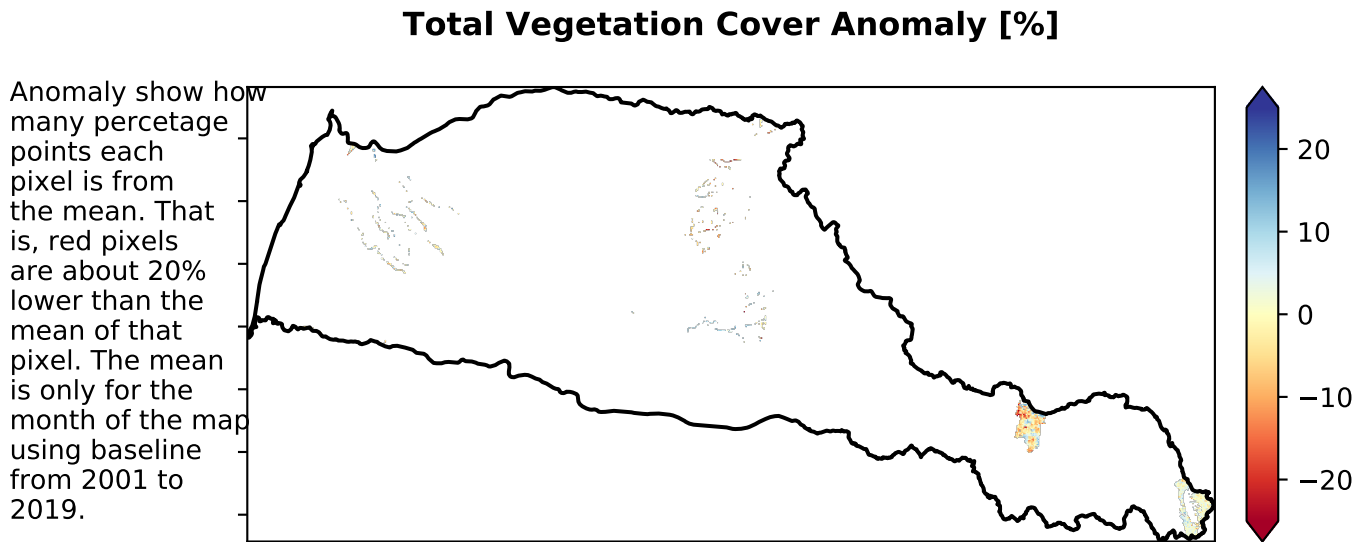 Total Vegetation Cover Anomaly [%]
Anomaly show how
many percetage
points each
pixel is from
the mean. That
is, red pixels
are about 20%
lower than the
mean of that
pixel. The mean
is only for the
month of the map
using baseline
from 2001 to
2019.
20
10
0
−10
−20